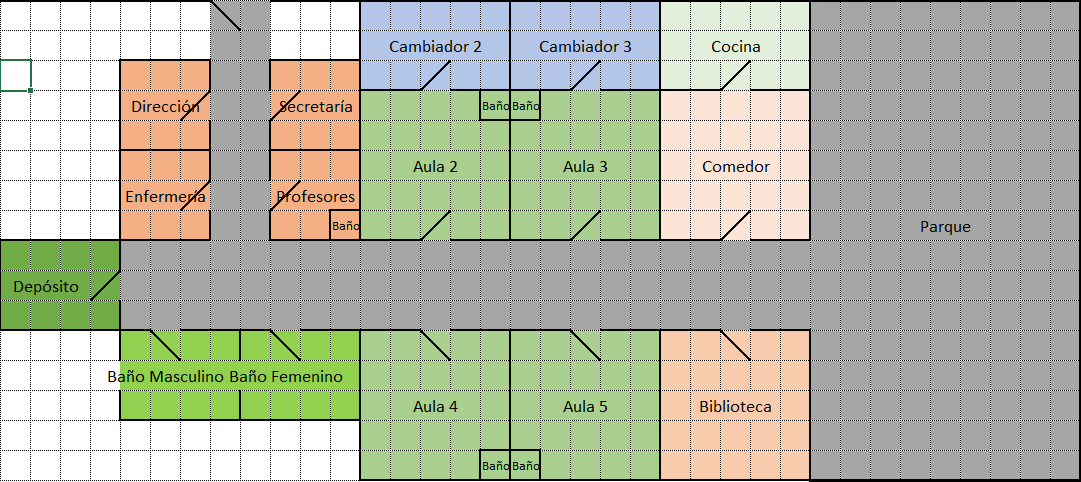 Cambiador 2
Cambiador 3
Cocina
Dirección
Secretaría
Baño
Baño
Aula 2
Aula 3
Comedor
Enfermería
Profesores
Baño
Parque
Depósito
Baño Masculino
Baño Femenino
Aula 4
Aula 5
Biblioteca
Baño
Baño